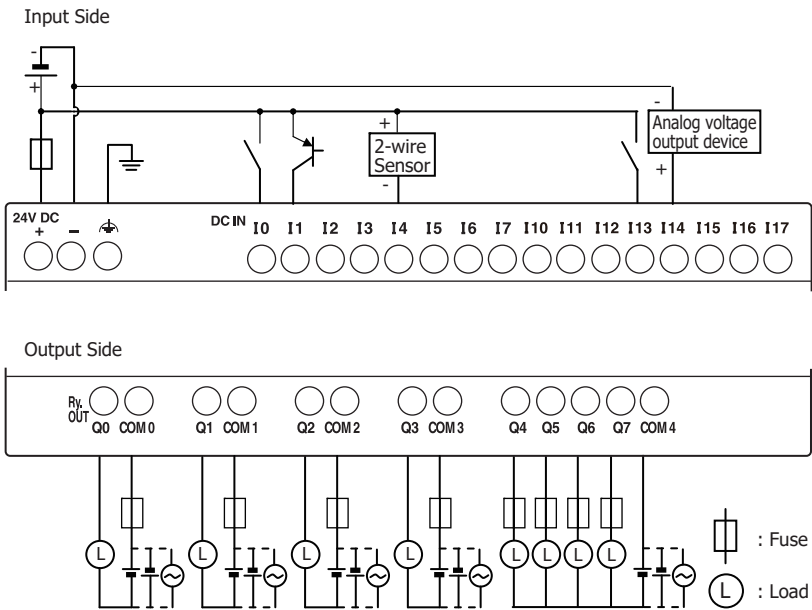 Input Side
-
+
+
2-wire
Sensor
-
-
Analog voltage
output device
+
24V DC
+ −
DC IN I0 I1 I2 I3 I4 I5 I6 I7 I10 I11 I12 I13 I14 I15 I16 I17
Output Side
Ry.
OUT
Q0 COM0 Q1 COM1 Q2 COM2 Q3 COM3 Q4 Q5 Q6 Q7 COM4
L L L L L L L L
: Fuse
L : Load